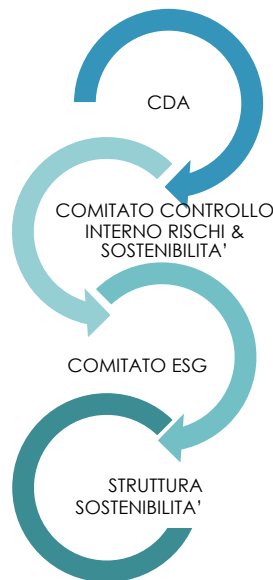 CDA
COMITATO CONTROLLO
INTERNO RISCHI &
SOSTENIBILITA'
COMITATO ESG
STRUTTURA
SOSTENIBILITA'